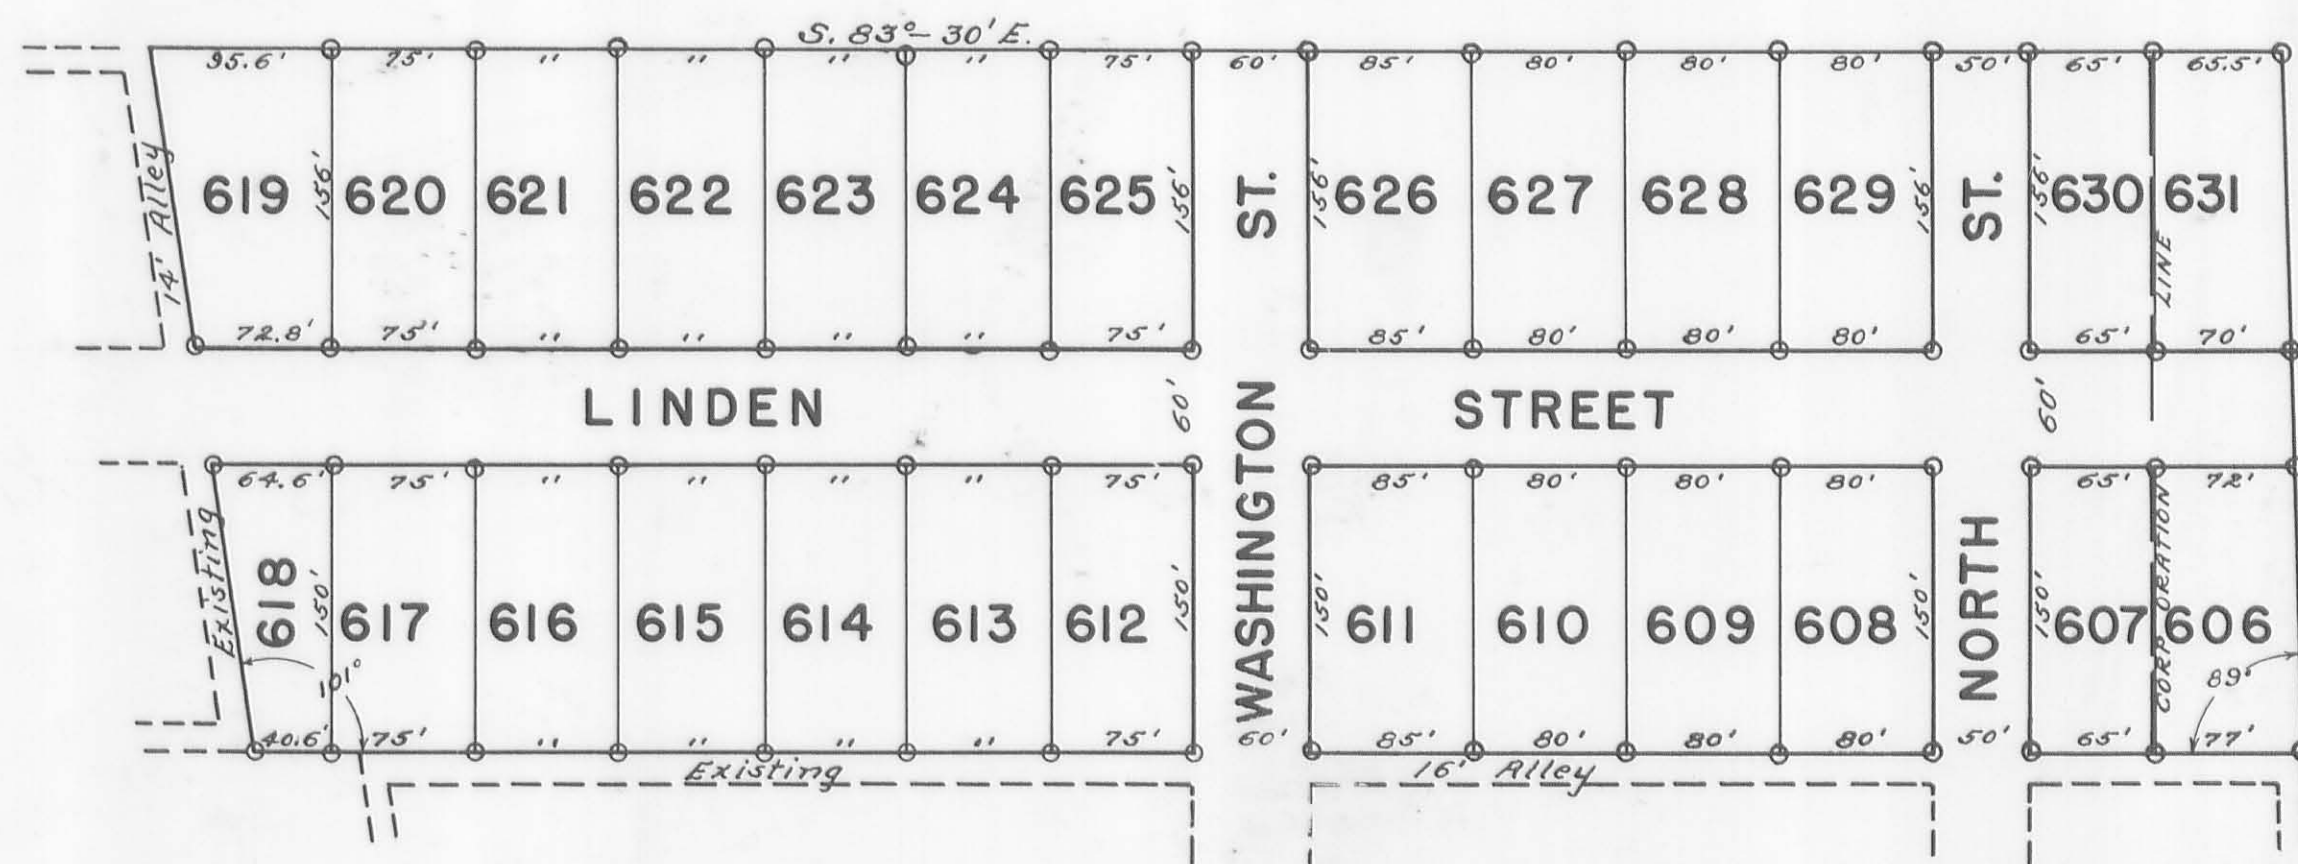 S. 83°- 30' E.
95.6' 75' " " " " 75' 60' 85' 80' 80' 80' 50' 65' 65.5'
14' Alley
619 156' 620 621 622 623 624 625 156' ST. 156' 626 627 628 629 156' ST. 156' 630 631
LINE
72.8' 75' " " " " 75' 85' 80' 80' 80' 65' 70'
LINDEN 60' STREET 60'
WASHINGTON
64.6' 75' " " " " 75' 85' 80' 80' 80' 65' 72'
Existing
618 150' 617 616 615 614 613 612 150' 150' 611 610 609 608 150' NORTH 150' 607 CORPORATION 606
101° 89°
40.6' 75' " " " " 75' 60' 85' 80' 80' 80' 50' 65' 77'
Existing 16' Alley